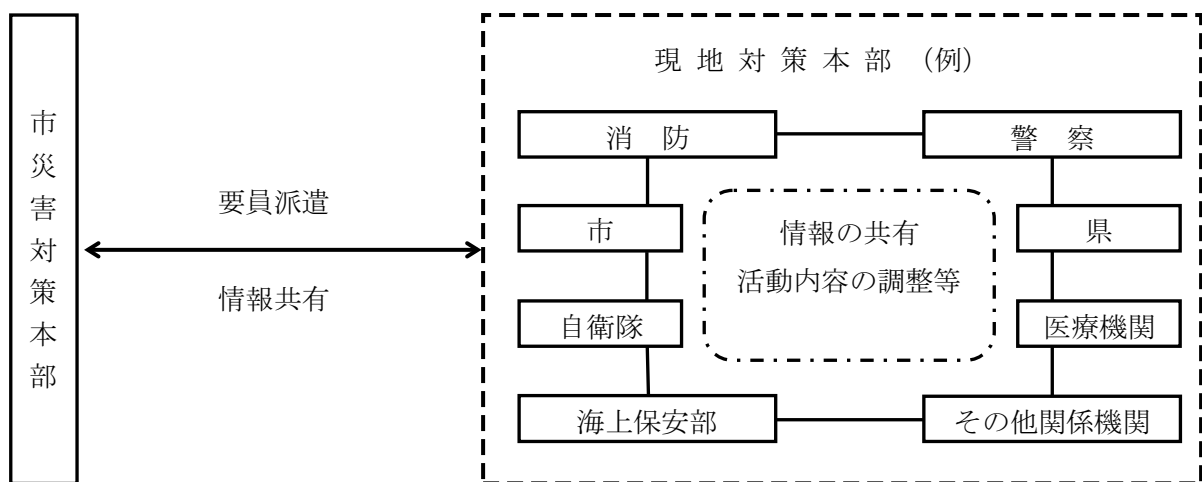 市災害対策本部
要員派遣
情報共有
現地対策本部 (例)
消 防
警 察
市
県
情報の共有
活動内容の調整等
自衛隊
医療機関
海上保安部
その他関係機関